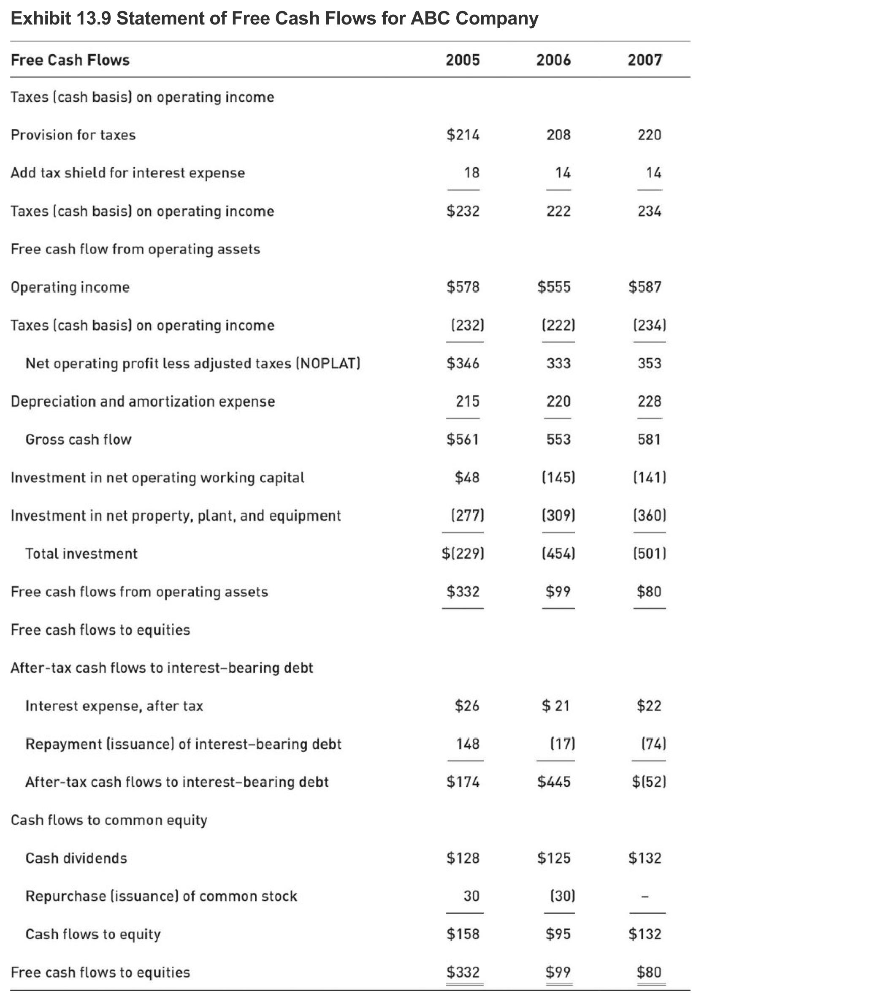 Exhibit 13.9 Statement of Free Cash Flows for ABC Company
Free Cash Flows 2005 2006 2007
Taxes (cash basis) on operating income
Provision for taxes $214 208 220
Add tax shield for interest expense 18 14 14
Taxes (cash basis) on operating income $232 222 234
Free cash flow from operating assets
Operating income $578 $555 $587
Taxes (cash basis) on operating income (232) (222) (234)
Net operating profit less adjusted taxes (NOPLAT) $346 333 353
Depreciation and amortization expense 215 220 228
Gross cash flow $561 553 581
Investment in net operating working capital $48 (145) (141)
Investment in net property, plant, and equipment (277) (309) (360)
Total investment $(229) (454) (501)
Free cash flows from operating assets $332 $99 $80
Free cash flows to equities
After-tax cash flows to interest–bearing debt
Interest expense, after tax $26 $ 21 $22
Repayment (issuance) of interest–bearing debt 148 (17) (74)
After-tax cash flows to interest–bearing debt $174 $445 $(52)
Cash flows to common equity
Cash dividends $128 $125 $132
Repurchase (issuance) of common stock 30 (30) –
Cash flows to equity $158 $95 $132
Free cash flows to equities $332 $99 $80